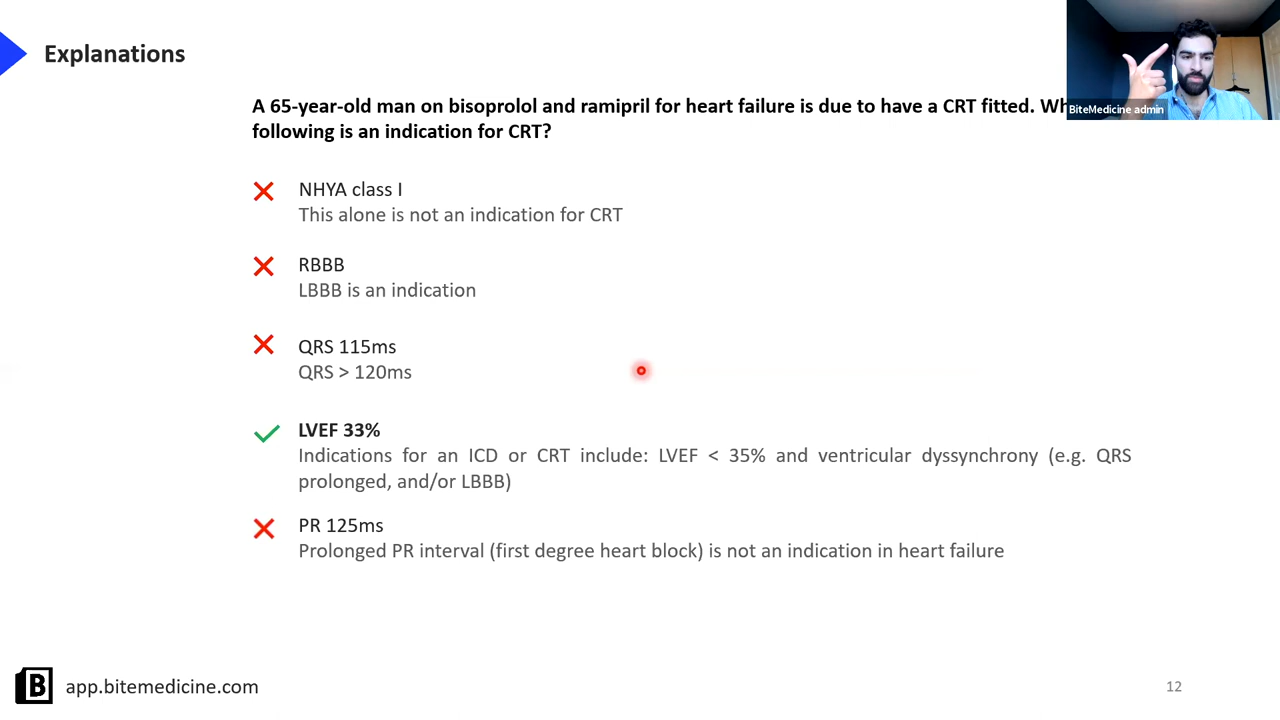 Explanations
A 65-year-old man on bisoprolol and ramipril for heart failure is due to have a CRT fitted.
following is an indication for CRT?
BiteMedicine admin
NHYA class I
This alone is not an indication for CRT
RBBB
LBBB is an indication
QRS 115ms
QRS > 120ms
LVEF 33%
Indications for an ICD or CRT include: LVEF < 35% and ventricular dyssynchrony (e.g. QRS
prolonged, and/or LBBB)
PR 125ms
Prolonged PR interval (first degree heart block) is not an indication in heart failure
B app.bitemedicine.com
12